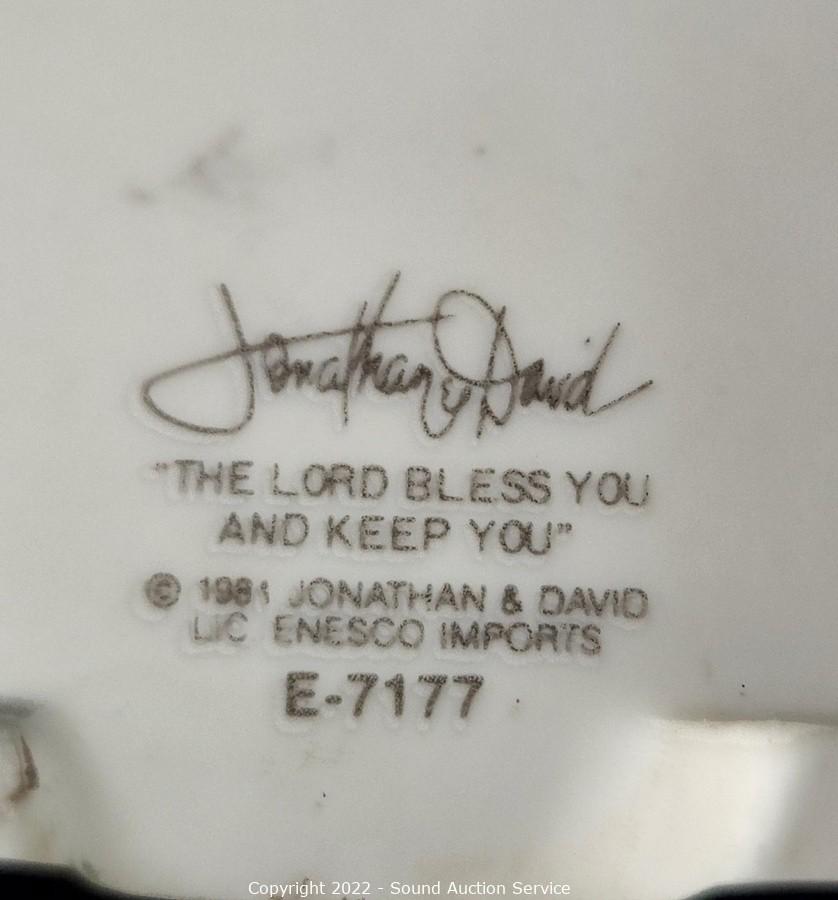 Jonathan & David
"THE LORD BLESS YOU
AND KEEP YOU"
© 1981 JONATHAN & DAVID
LIC ENESCO IMPORTS
E-7177
Copyright 2022 - Sound Auction Service